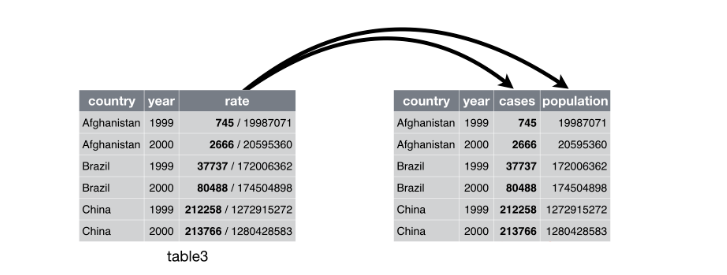 country year rate
Afghanistan 1999 745 / 19987071
Afghanistan 2000 2666 / 20595360
Brazil 1999 37737 / 172006362
Brazil 2000 80488 / 174504898
China 1999 212258 / 1272915272
China 2000 213766 / 1280428583
table3
country year cases population
Afghanistan 1999 745 19987071
Afghanistan 2000 2666 20595360
Brazil 1999 37737 172006362
Brazil 2000 80488 174504898
China 1999 212258 1272915272
China 2000 213766 1280428583